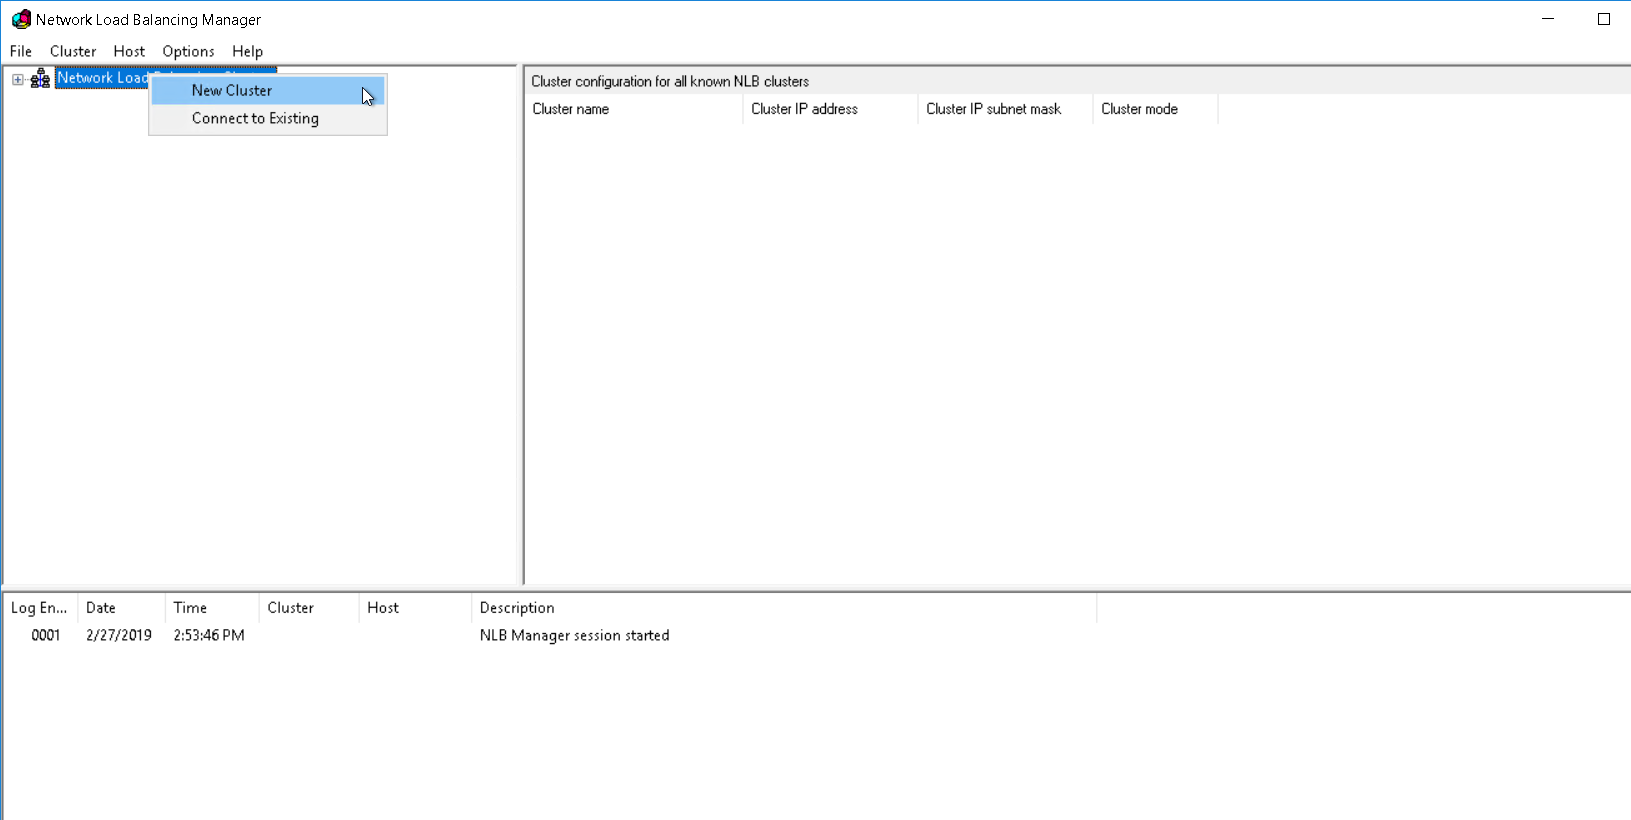 Network Load Balancing Manager
File Cluster Host Options Help
Network Load
New Cluster
Connect to Existing
Cluster configuration for all known NLB clusters
Cluster name Cluster IP address Cluster IP subnet mask Cluster mode
Log En... Date Time Cluster Host Description
0001 2/27/2019 2:53:46 PM NLB Manager session started